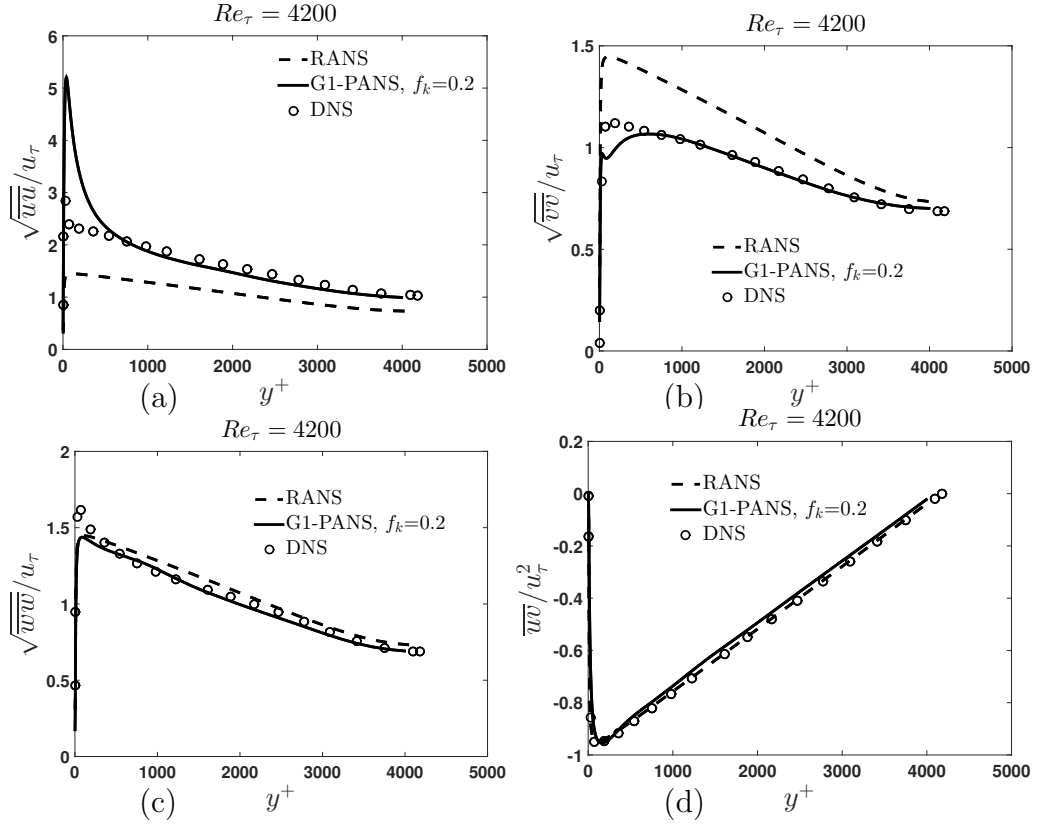 Re_τ = 4200
6
5
4
3
2
1
0
√uu/u_τ
RANS
G1-PANS, f_k=0.2
DNS
0 1000 2000 3000 4000 5000
(a) y⁺
Re_τ = 4200
1.5
1
0.5
0
√vv/u_τ
RANS
G1-PANS, f_k=0.2
DNS
0 1000 2000 3000 4000 5000
y⁺ (b)
Re_τ = 4200
2
1.5
1
0.5
0
√ww/u_τ
RANS
G1-PANS, f_k=0.2
DNS
0 1000 2000 3000 4000 5000
(c) y⁺
Re_τ = 4200
0.2
0
-0.2
-0.4
-0.6
-0.8
-1
uv/u_τ²
RANS
G1-PANS, f_k=0.2
DNS
0 1000 2000 3000 4000 5000
y⁺ (d)